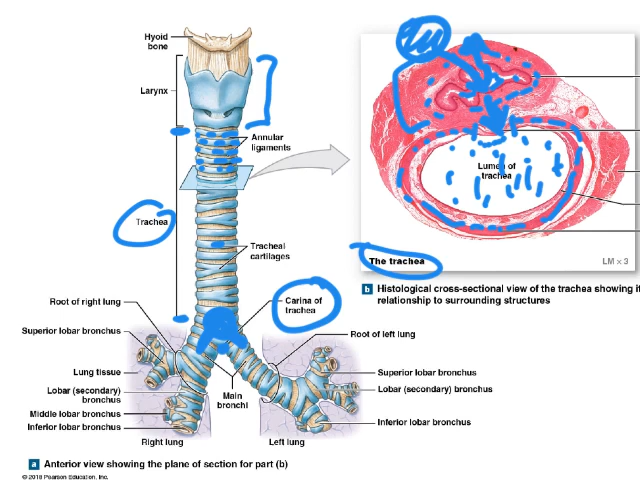 Hyoid
bone
Larynx
Annular
ligaments
Trachea
Tracheal
cartilages
Root of right lung
Carina of
trachea
Superior lobar bronchus
Root of left lung
Lung tissue
Superior lobar bronchus
Lobar (secondary)
bronchus
Main
bronchi
Lobar (secondary) bronchus
Middle lobar bronchus
Inferior lobar bronchus
Inferior lobar bronchus
Right lung
Left lung
a Anterior view showing the plane of section for part (b)
© 2018 Pearson Education, Inc.
Lumen of
trachea
The trachea
LM × 3
b Histological cross-sectional view of the trachea showing it
relationship to surrounding structures